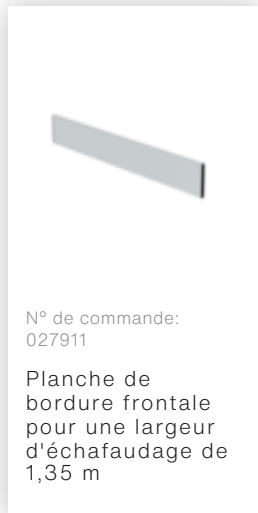 N° de commande:
027911
Planche de
bordure frontale
pour une largeur
d'échafaudage de
1,35 m